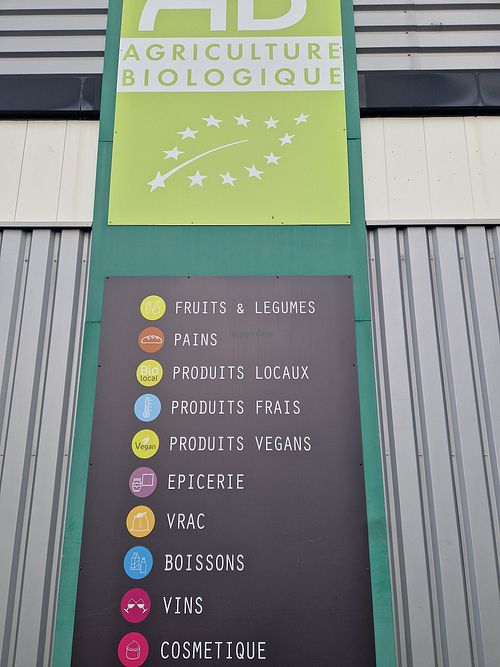 AB
AGRICULTURE
BIOLOGIQUE
FRUITS & LEGUMES
PAINS
Bio
local
PRODUITS LOCAUX
PRODUITS FRAIS
Vegan
PRODUITS VEGANS
EPICERIE
VRAC
BOISSONS
VINS
COSMETIQUE